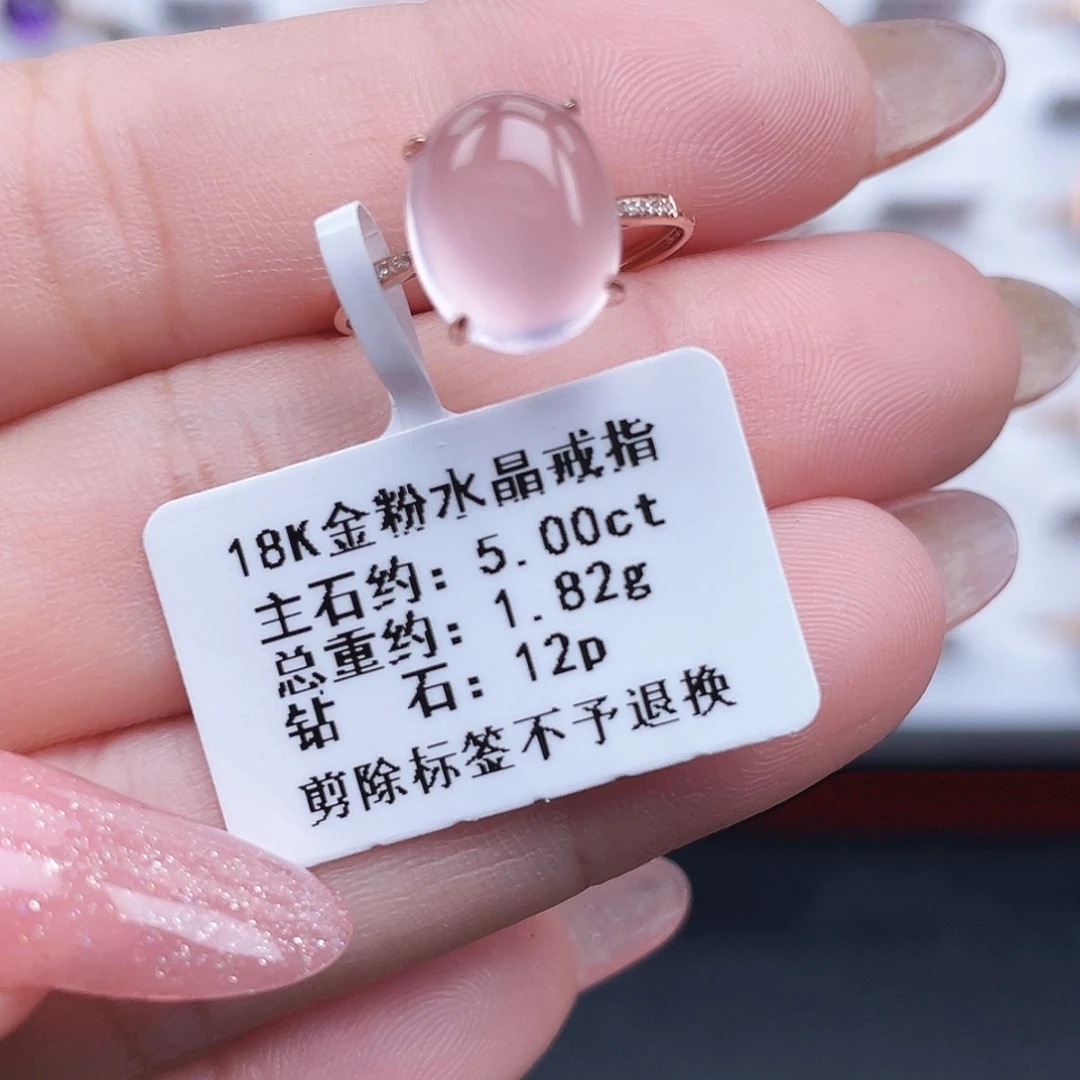 18K金粉水晶戒指
主石约：5.00ct
总重约：1.82g
钻 石：12p
剪除标签不予退换